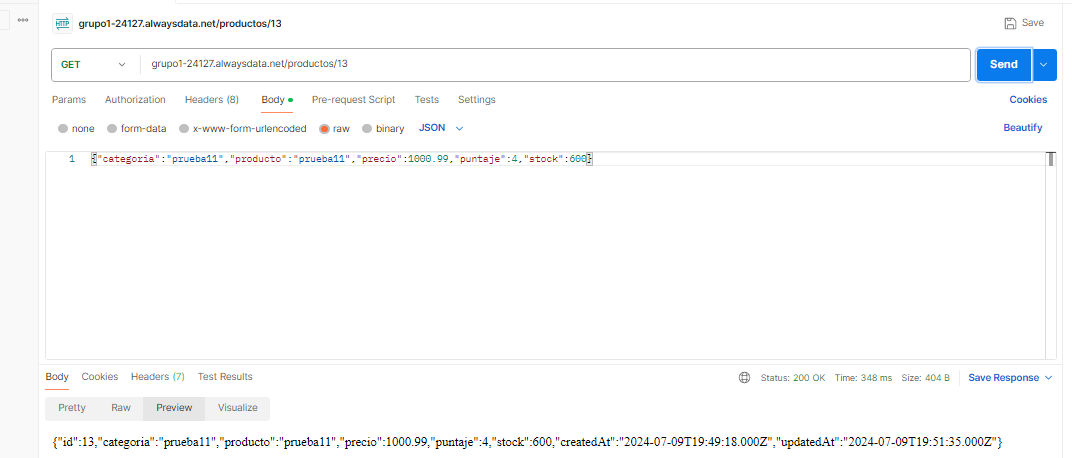 HTTP grupo1-24127.alwaysdata.net/productos/13 Save
GET grupo1-24127.alwaysdata.net/productos/13 Send
Params Authorization Headers (8) Body Pre-request Script Tests Settings Cookies
none form-data x-www-form-urlencoded raw binary JSON Beautify
1 {"categoria":"prueba11","producto":"prueba11","precio":1000.99,"puntaje":4,"stock":600}
Body Cookies Headers (7) Test Results Status: 200 OK Time: 348 ms Size: 404 B Save Response
Pretty Raw Preview Visualize
{"id":13,"categoria":"prueba11","producto":"prueba11","precio":1000.99,"puntaje":4,"stock":600,"createdAt":"2024-07-09T19:49:18.000Z","updatedAt":"2024-07-09T19:51:35.000Z"}